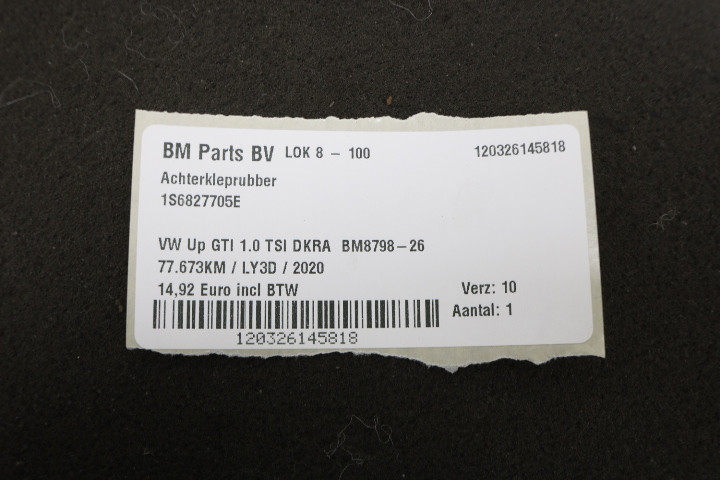 BM Parts BV LOK 8 - 100 120326145818
Achterkleprubber
1S6827705E
VW Up GTI 1.0 TSI DKRA BM8798-26
77.673KM / LY3D / 2020
14,92 Euro incl BTW Verz: 10
Aantal: 1
120326145818